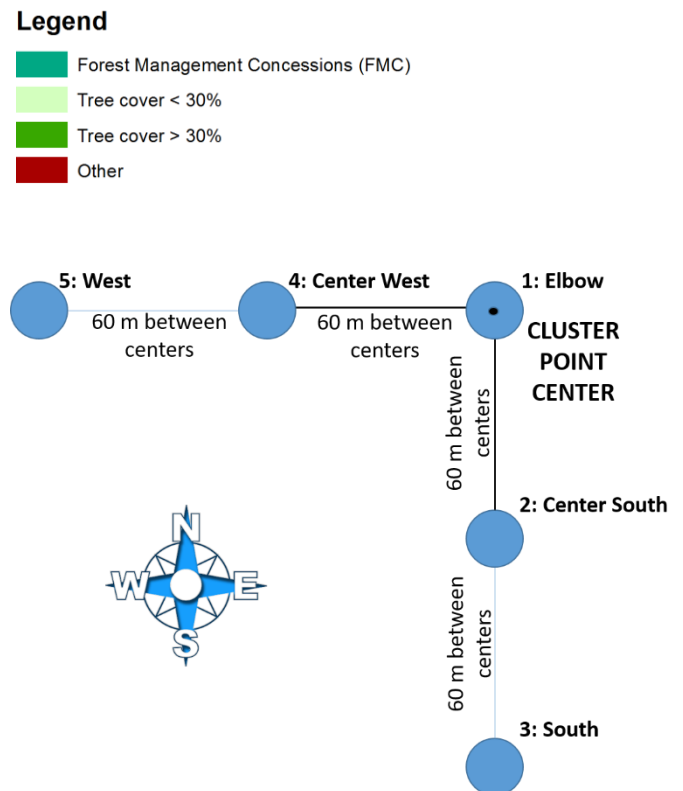 Legend
Forest Management Concessions (FMC)
Tree cover < 30%
Tree cover > 30%
Other
5: West
4: Center West
1: Elbow
60 m between
centers
60 m between
centers
CLUSTER
POINT
CENTER
60 m between
centers
2: Center South
N
W
E
S
60 m between
centers
3: South